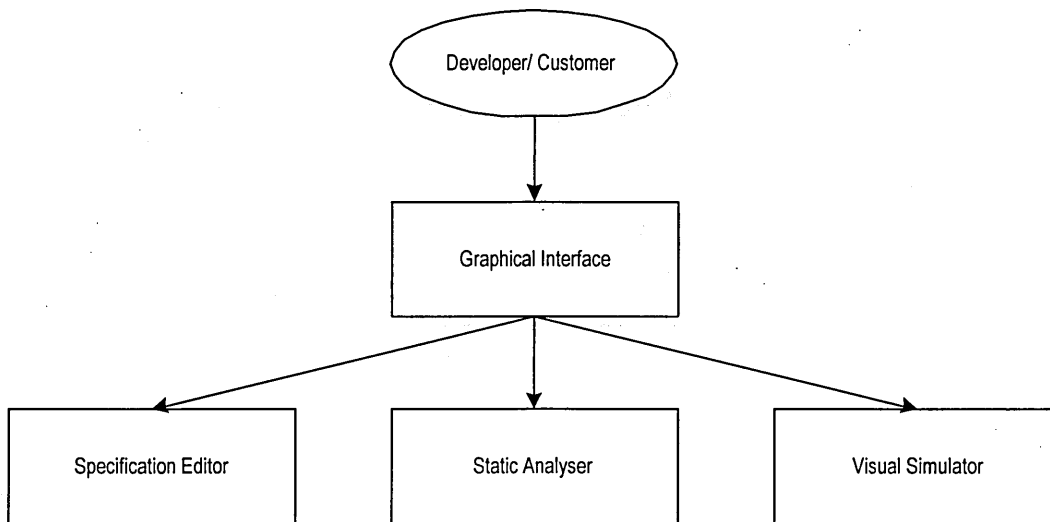 Developer/ Customer
Graphical Interface
Specification Editor
Static Analyser
Visual Simulator